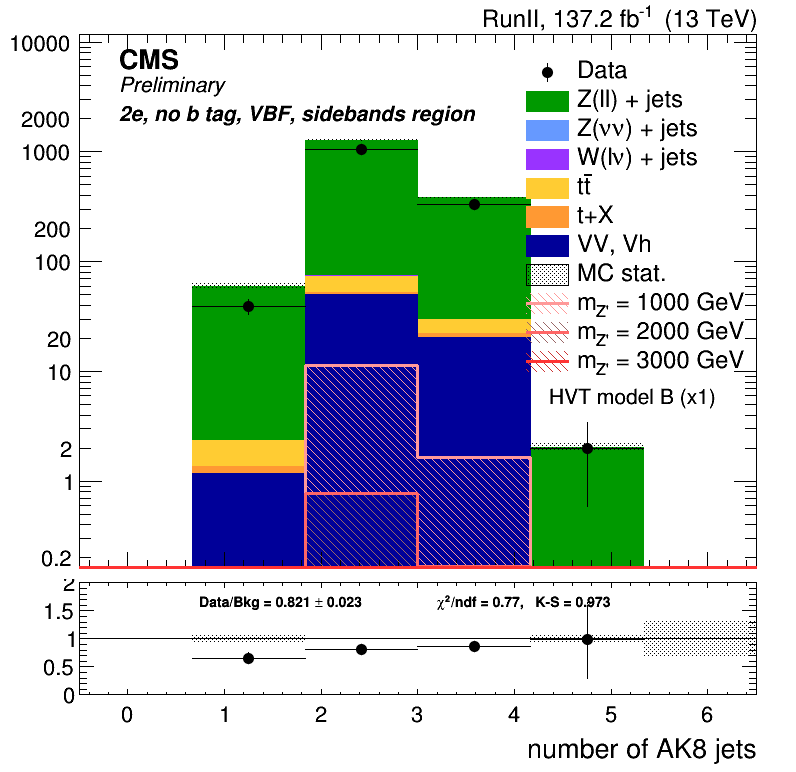 RunII, 137.2 fb⁻¹ (13 TeV)
CMS
Preliminary
2e, no b tag, VBF, sidebands region
Data
Z(ll) + jets
Z(νν) + jets
W(lν) + jets
tt̄
t+X
VV, Vh
MC stat.
m_Z' = 1000 GeV
m_Z' = 2000 GeV
m_Z' = 3000 GeV
HVT model B (x1)
10000
2000
1000
200
100
20
10
2
1
0.2
Data/Bkg = 0.821 ± 0.023 χ²/ndf = 0.77, K-S = 0.973
2
1.5
1
0.5
0
0 1 2 3 4 5 6
number of AK8 jets